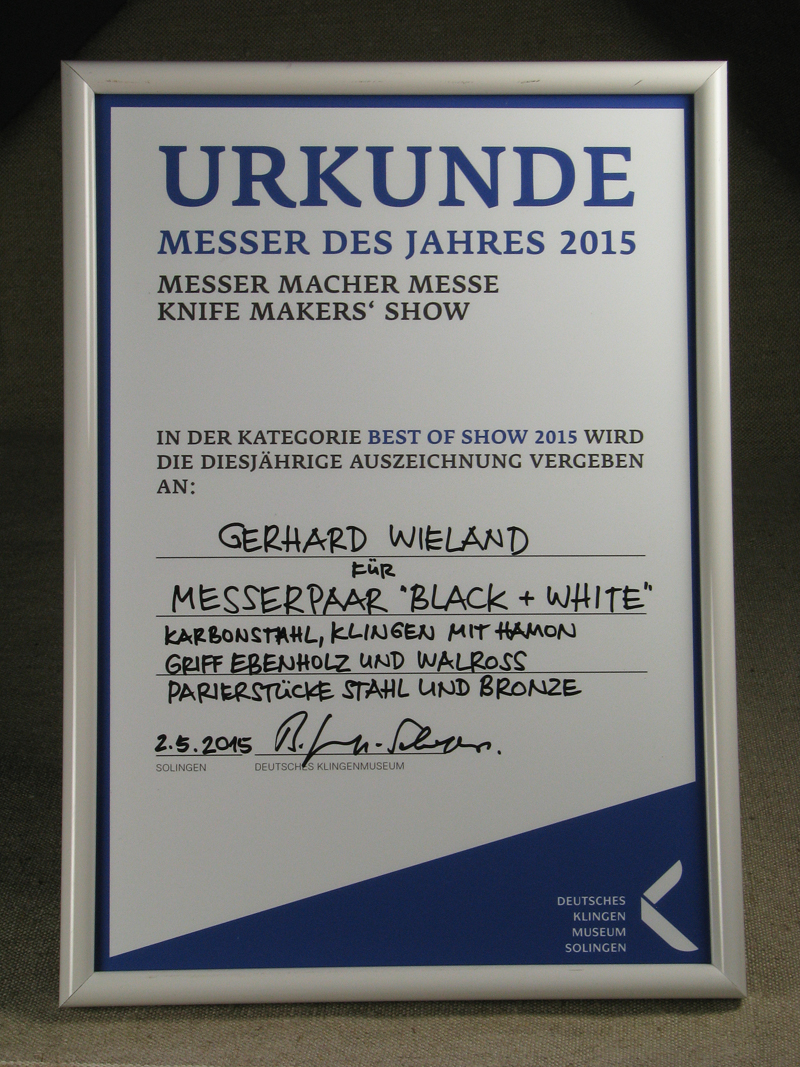 URKUNDE
MESSER DES JAHRES 2015
MESSER MACHER MESSE
KNIFE MAKERS‘ SHOW
IN DER KATEGORIE BEST OF SHOW 2015 WIRD
DIE DIESJÄHRIGE AUSZEICHNUNG VERGEBEN
AN:
GERHARD WIELAND
FÜR
MESSERPAAR "BLACK + WHITE"
KARBONSTAHL, KLINGEN MIT HAMON
GRIFF EBENHOLZ UND WALROSS
PARIERSTÜCKE STAHL UND BRONZE
2.5.2015
SOLINGEN DEUTSCHES KLINGENMUSEUM
DEUTSCHES
KLINGEN
MUSEUM
SOLINGEN